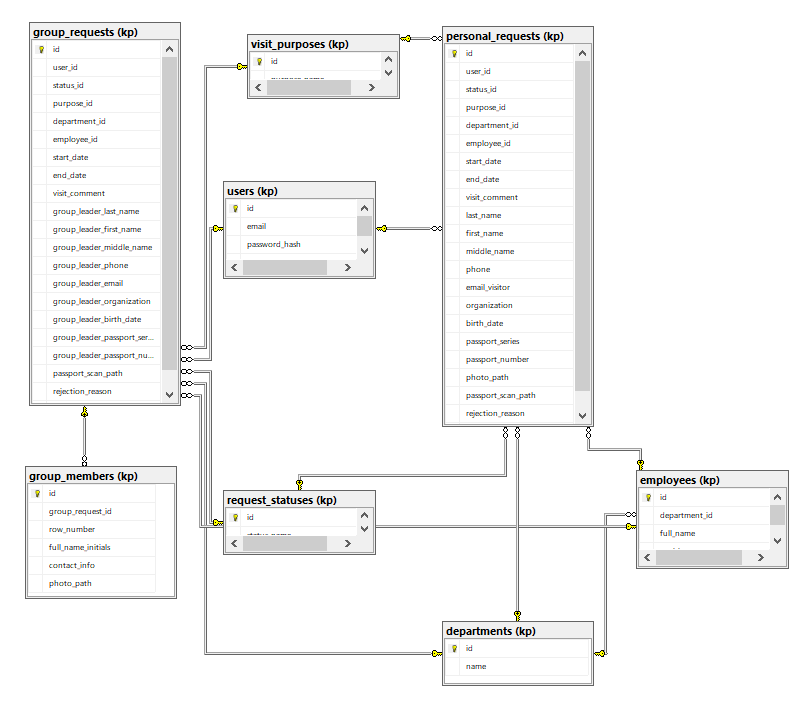 group_requests (kp)
id
user_id
status_id
purpose_id
department_id
employee_id
start_date
end_date
visit_comment
group_leader_last_name
group_leader_first_name
group_leader_middle_name
group_leader_phone
group_leader_email
group_leader_organization
group_leader_birth_date
group_leader_passport_ser...
group_leader_passport_nu...
passport_scan_path
rejection_reason
visit_purposes (kp)
id
personal_requests (kp)
id
user_id
status_id
purpose_id
department_id
employee_id
start_date
end_date
visit_comment
last_name
first_name
middle_name
phone
email_visitor
organization
birth_date
passport_series
passport_number
photo_path
passport_scan_path
rejection_reason
users (kp)
id
email
password_hash
group_members (kp)
id
group_request_id
row_number
full_name_initials
contact_info
photo_path
request_statuses (kp)
id
employees (kp)
id
department_id
full_name
departments (kp)
id
name